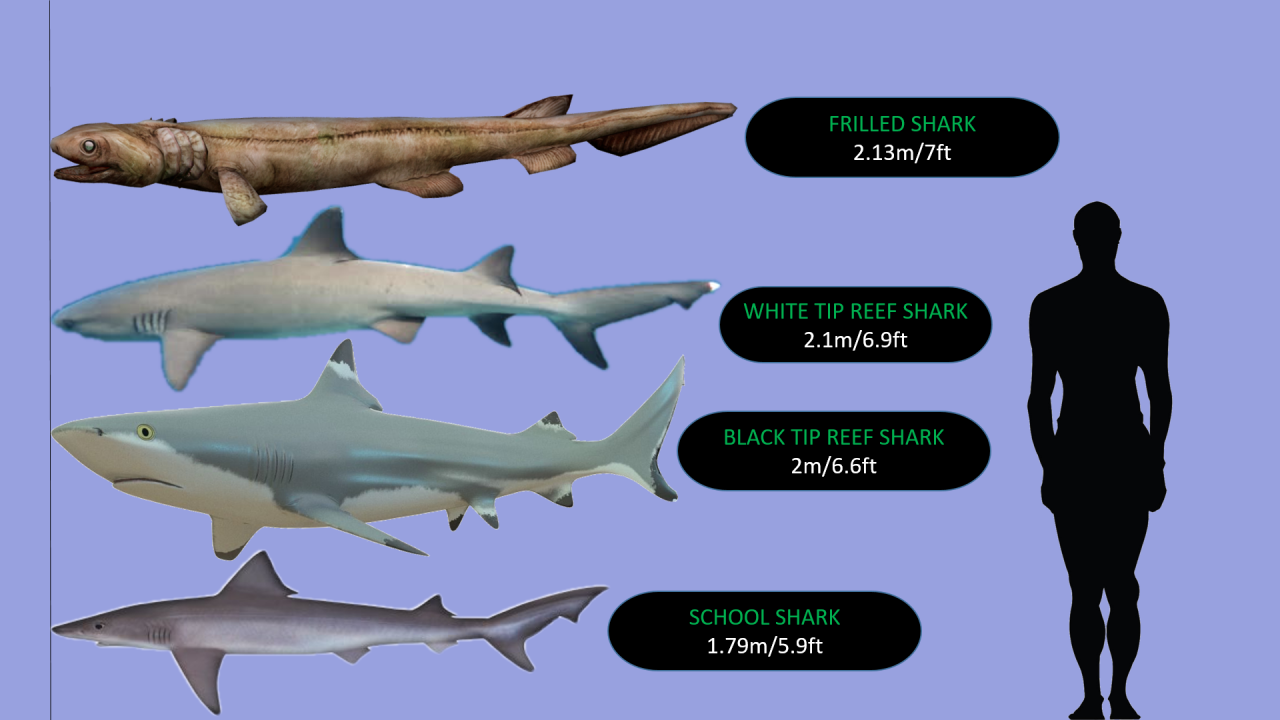 FRILLED SHARK
2.13m/7ft
WHITE TIP REEF SHARK
2.1m/6.9ft
BLACK TIP REEF SHARK
2m/6.6ft
SCHOOL SHARK
1.79m/5.9ft